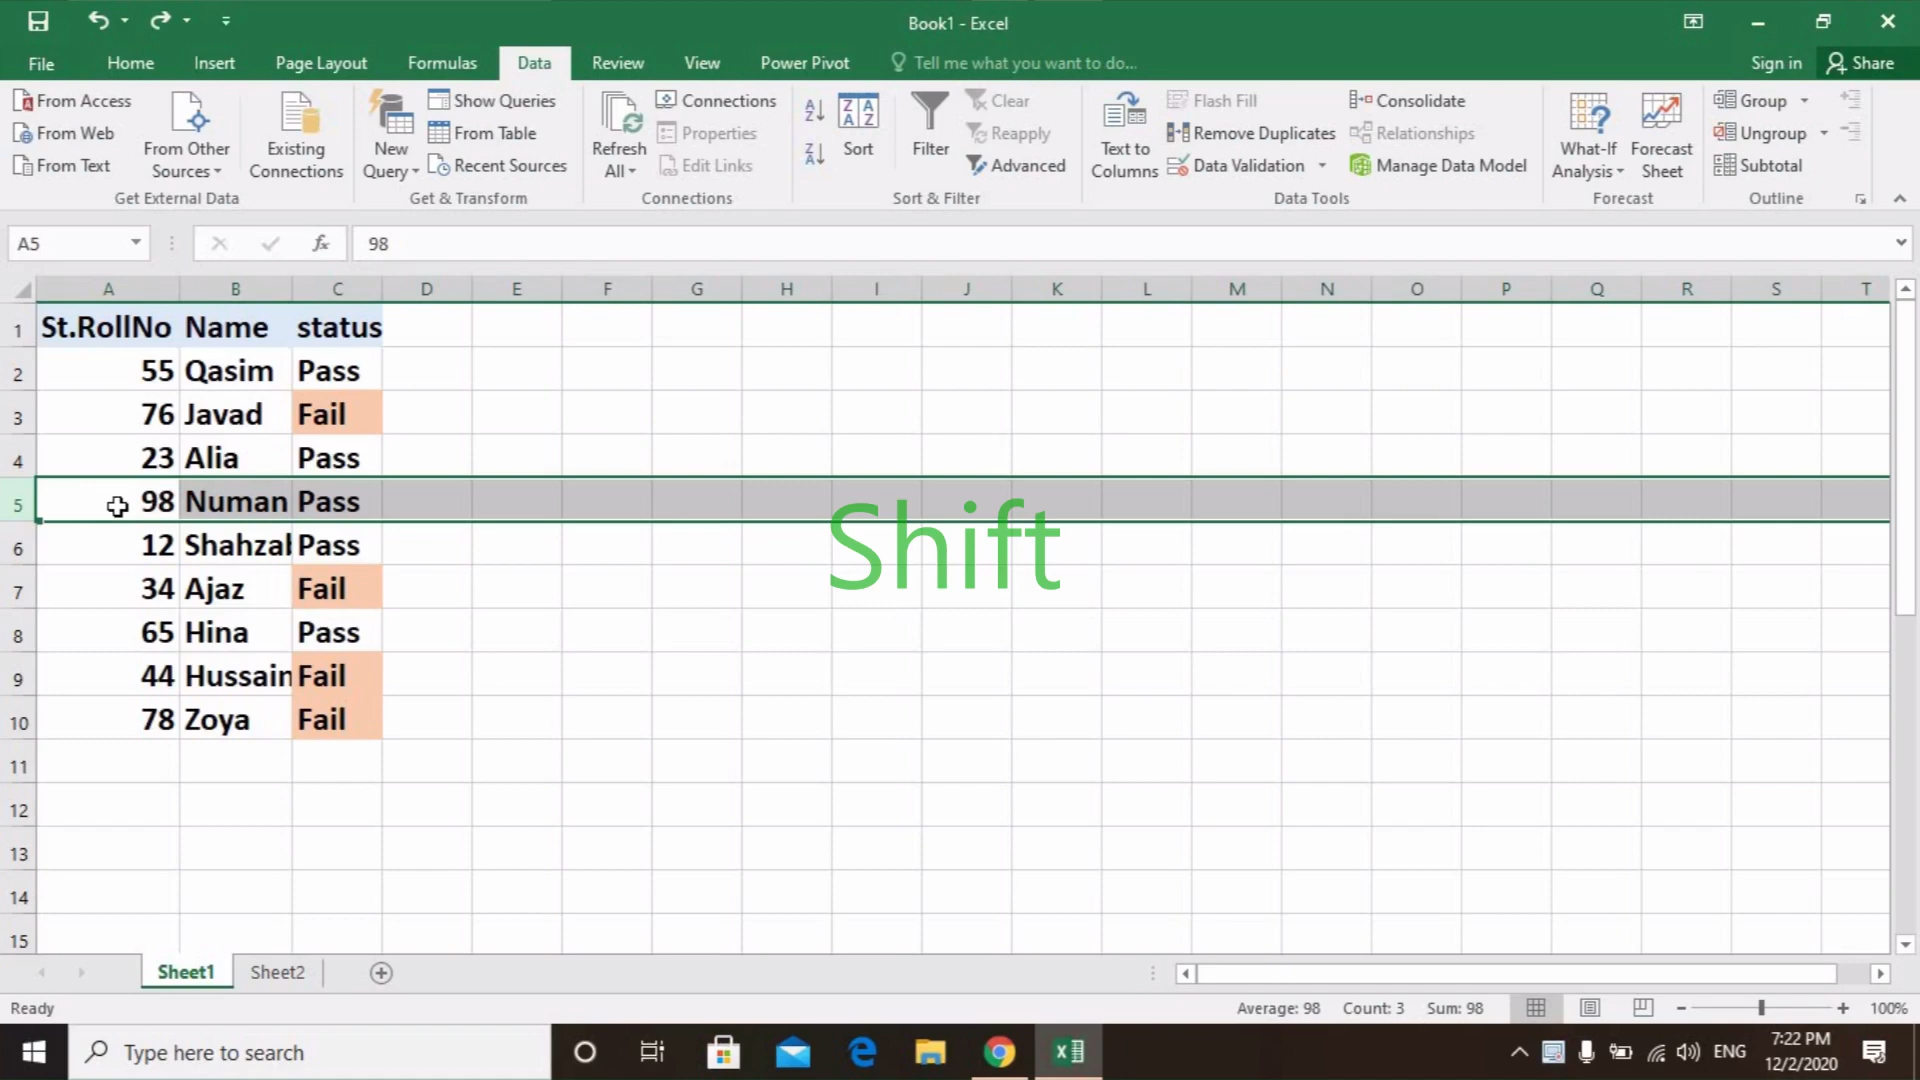 Book1 - Excel
File Home Insert Page Layout Formulas Data Review View Power Pivot Tell me what you want to do... Sign in Share
From Access
From Web
From Text
From Other
Sources
Existing
Connections
Get External Data
New
Query
Show Queries
From Table
Recent Sources
Get & Transform
Refresh
All
Connections
Properties
Edit Links
Connections
Sort
Filter
Clear
Reapply
Advanced
Sort & Filter
Text to
Columns
Flash Fill
Remove Duplicates
Data Validation
Consolidate
Relationships
Manage Data Model
Data Tools
What-If
Analysis
Forecast
Sheet
Forecast
Group
Ungroup
Subtotal
Outline
A5 fx 98
A B C D E F G H I J K L M N O P Q R S T
1 St.RollNo Name status
2 55 Qasim Pass
3 76 Javad Fail
4 23 Alia Pass
5 98 Numan Pass
Shift
6 12 Shahzal Pass
7 34 Ajaz Fail
8 65 Hina Pass
9 44 Hussain Fail
10 78 Zoya Fail
11
12
13
14
15
Sheet1 Sheet2
Ready Average: 98 Count: 3 Sum: 98 100%
Type here to search
ENG
7:22 PM
12/2/2020